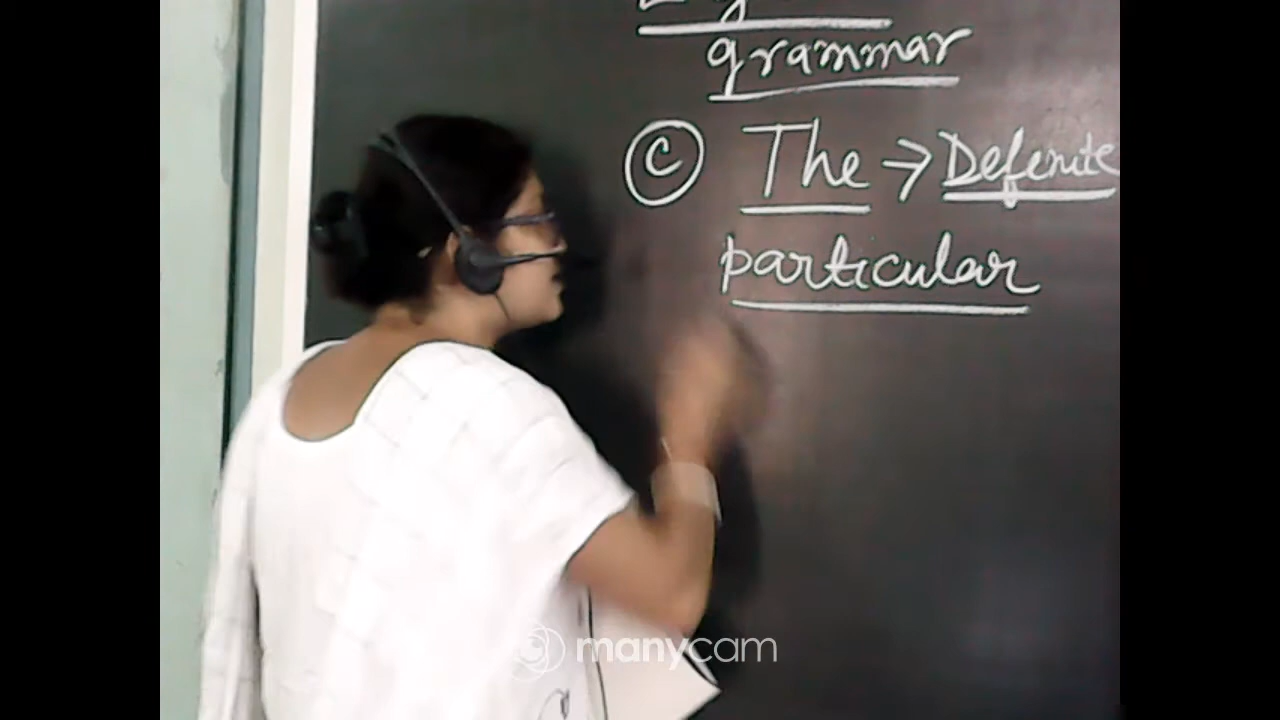 grammar
© The → Defenite
particular
manycam